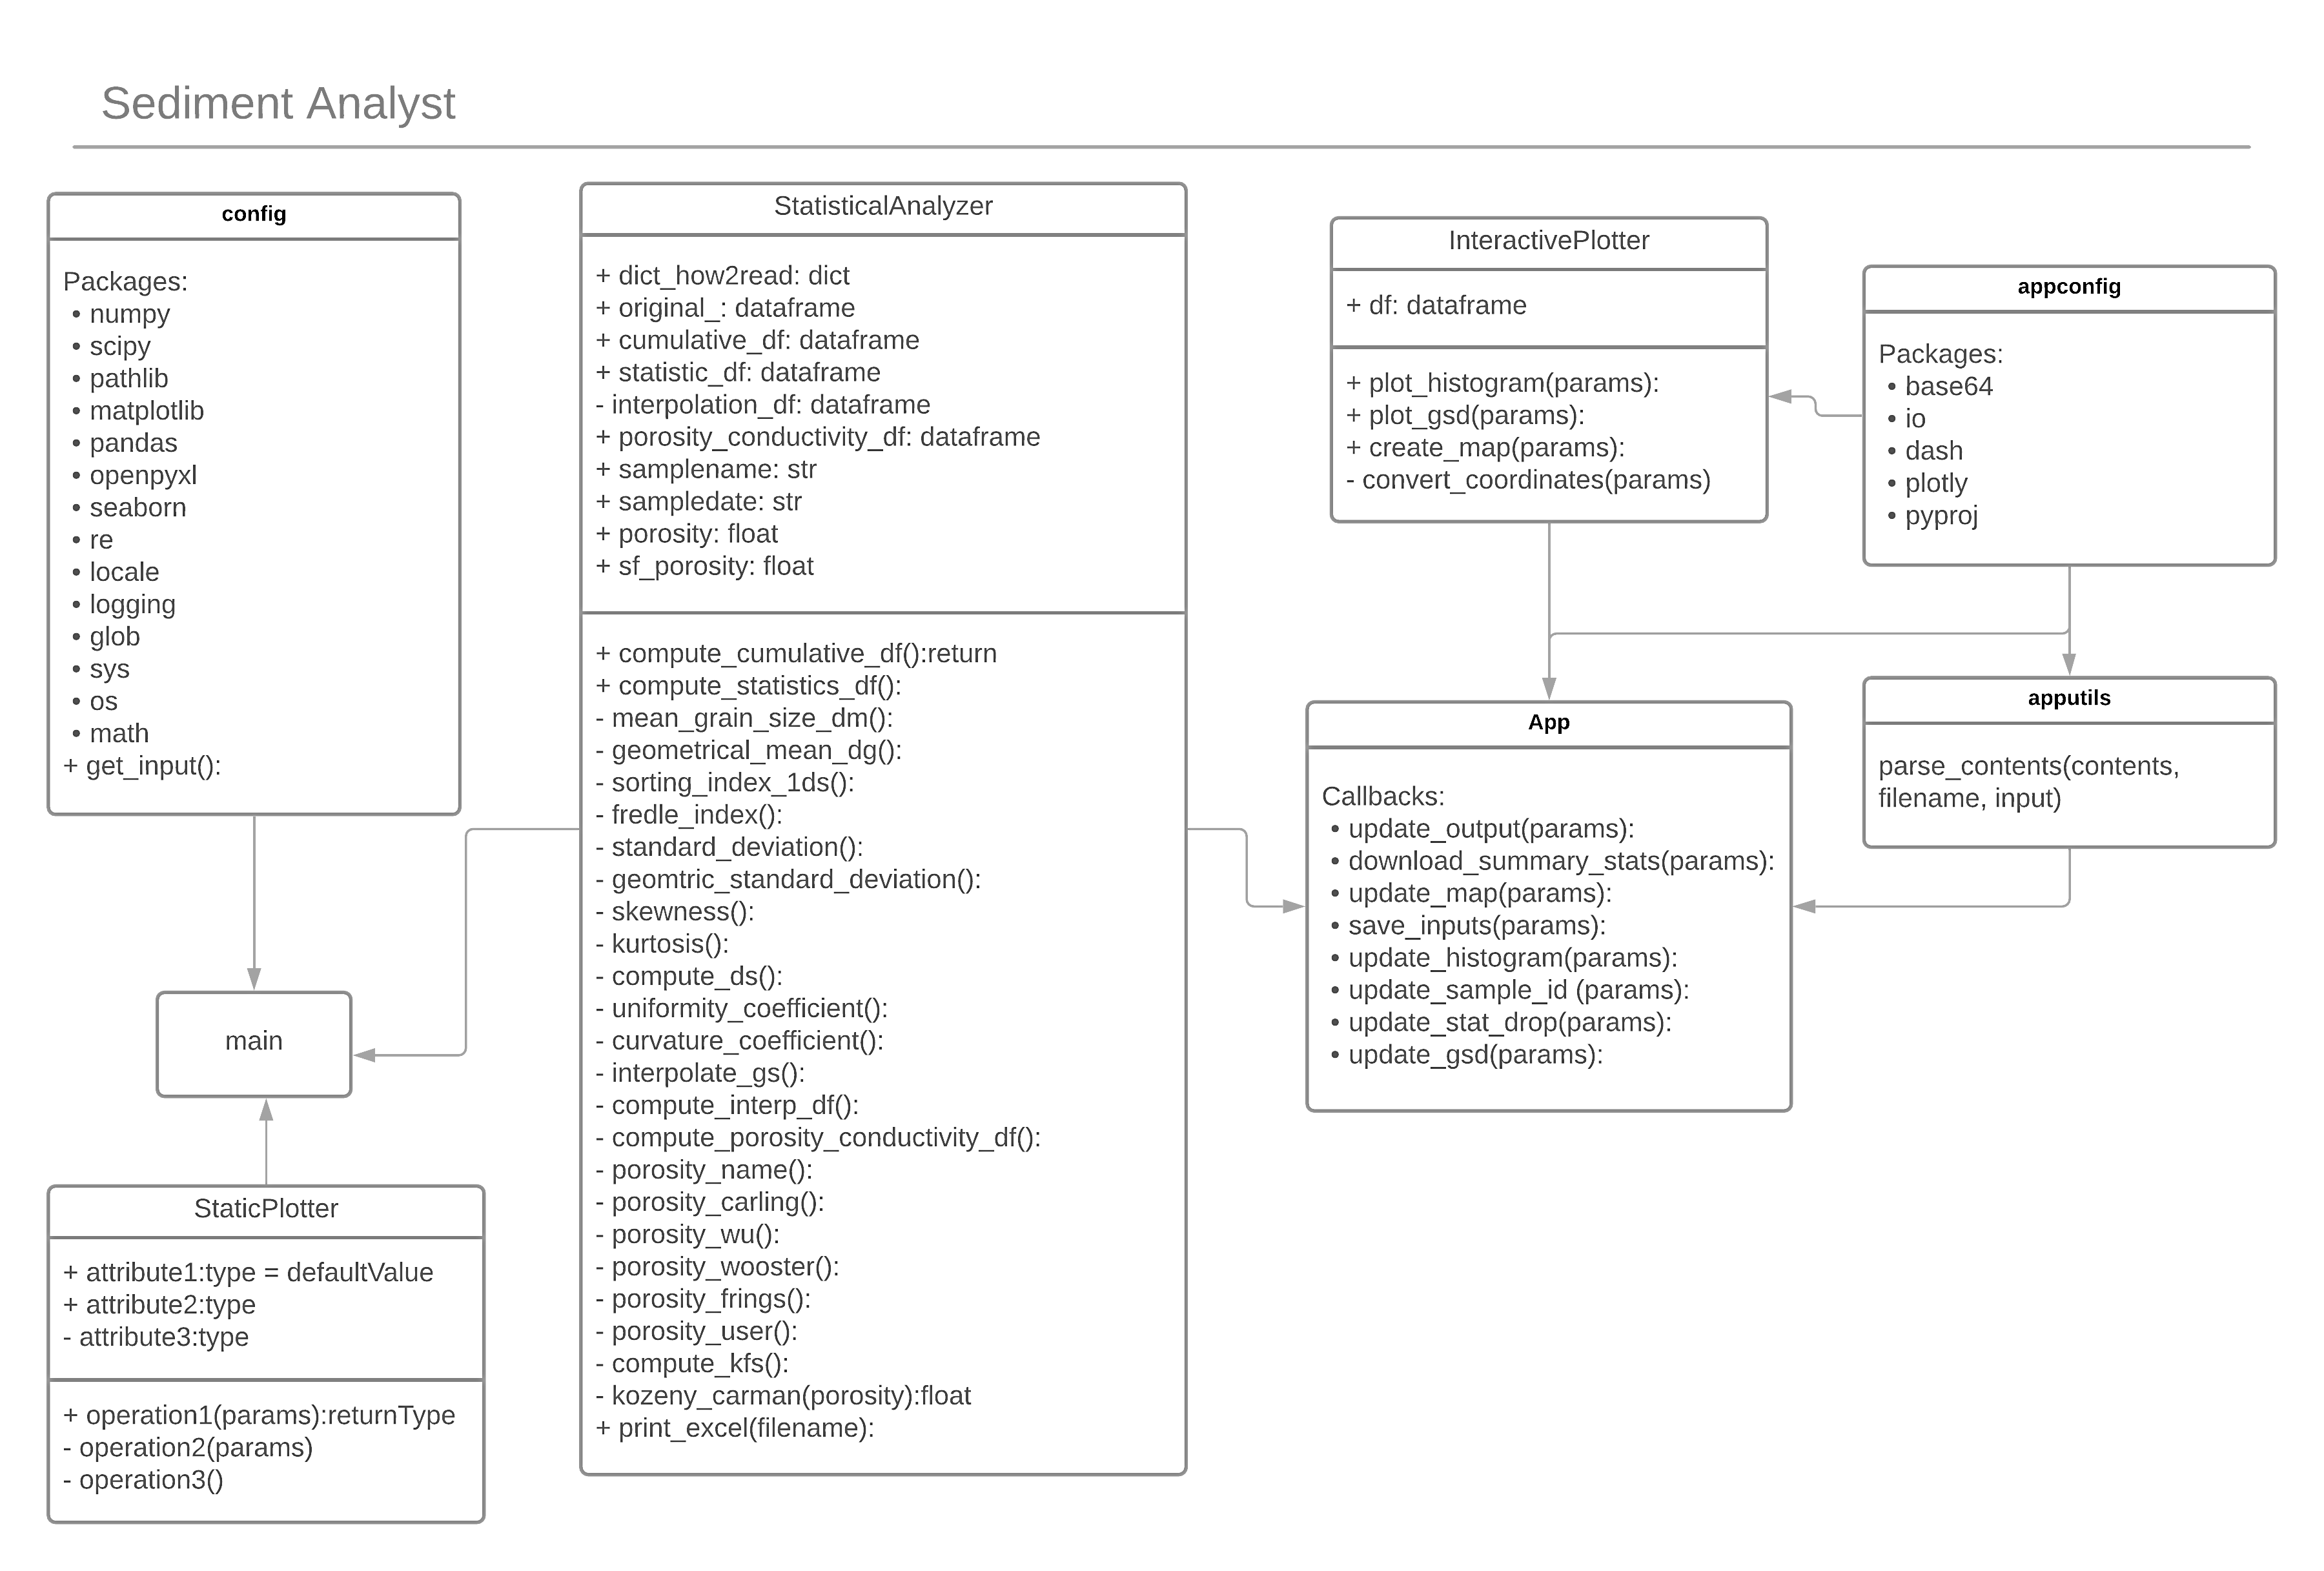 Sediment Analyst
config
Packages:
• numpy
• scipy
• pathlib
• matplotlib
• pandas
• openpyxl
• seaborn
• re
• locale
• logging
• glob
• sys
• os
• math
+ get_input():
main
StaticPlotter
+ attribute1:type = defaultValue
+ attribute2:type
- attribute3:type
+ operation1(params):returnType
- operation2(params)
- operation3()
StatisticalAnalyzer
+ dict_how2read: dict
+ original_: dataframe
+ cumulative_df: dataframe
+ statistic_df: dataframe
- interpolation_df: dataframe
+ porosity_conductivity_df: dataframe
+ samplename: str
+ sampledate: str
+ porosity: float
+ sf_porosity: float
+ compute_cumulative_df():return
+ compute_statistics_df():
- mean_grain_size_dm():
- geometrical_mean_dg():
- sorting_index_1ds():
- fredle_index():
- standard_deviation():
- geomtric_standard_deviation():
- skewness():
- kurtosis():
- compute_ds():
- uniformity_coefficient():
- curvature_coefficient():
- interpolate_gs():
- compute_interp_df():
- compute_porosity_conductivity_df():
- porosity_name():
- porosity_carling():
- porosity_wu():
- porosity_wooster():
- porosity_frings():
- porosity_user():
- compute_kfs():
- kozeny_carman(porosity):float
+ print_excel(filename):
InteractivePlotter
+ df: dataframe
+ plot_histogram(params):
+ plot_gsd(params):
+ create_map(params):
- convert_coordinates(params)
appconfig
Packages:
• base64
• io
• dash
• plotly
• pyproj
App
Callbacks:
• update_output(params):
• download_summary_stats(params):
• update_map(params):
• save_inputs(params):
• update_histogram(params):
• update_sample_id (params):
• update_stat_drop(params):
• update_gsd(params):
apputils
parse_contents(contents,
filename, input)